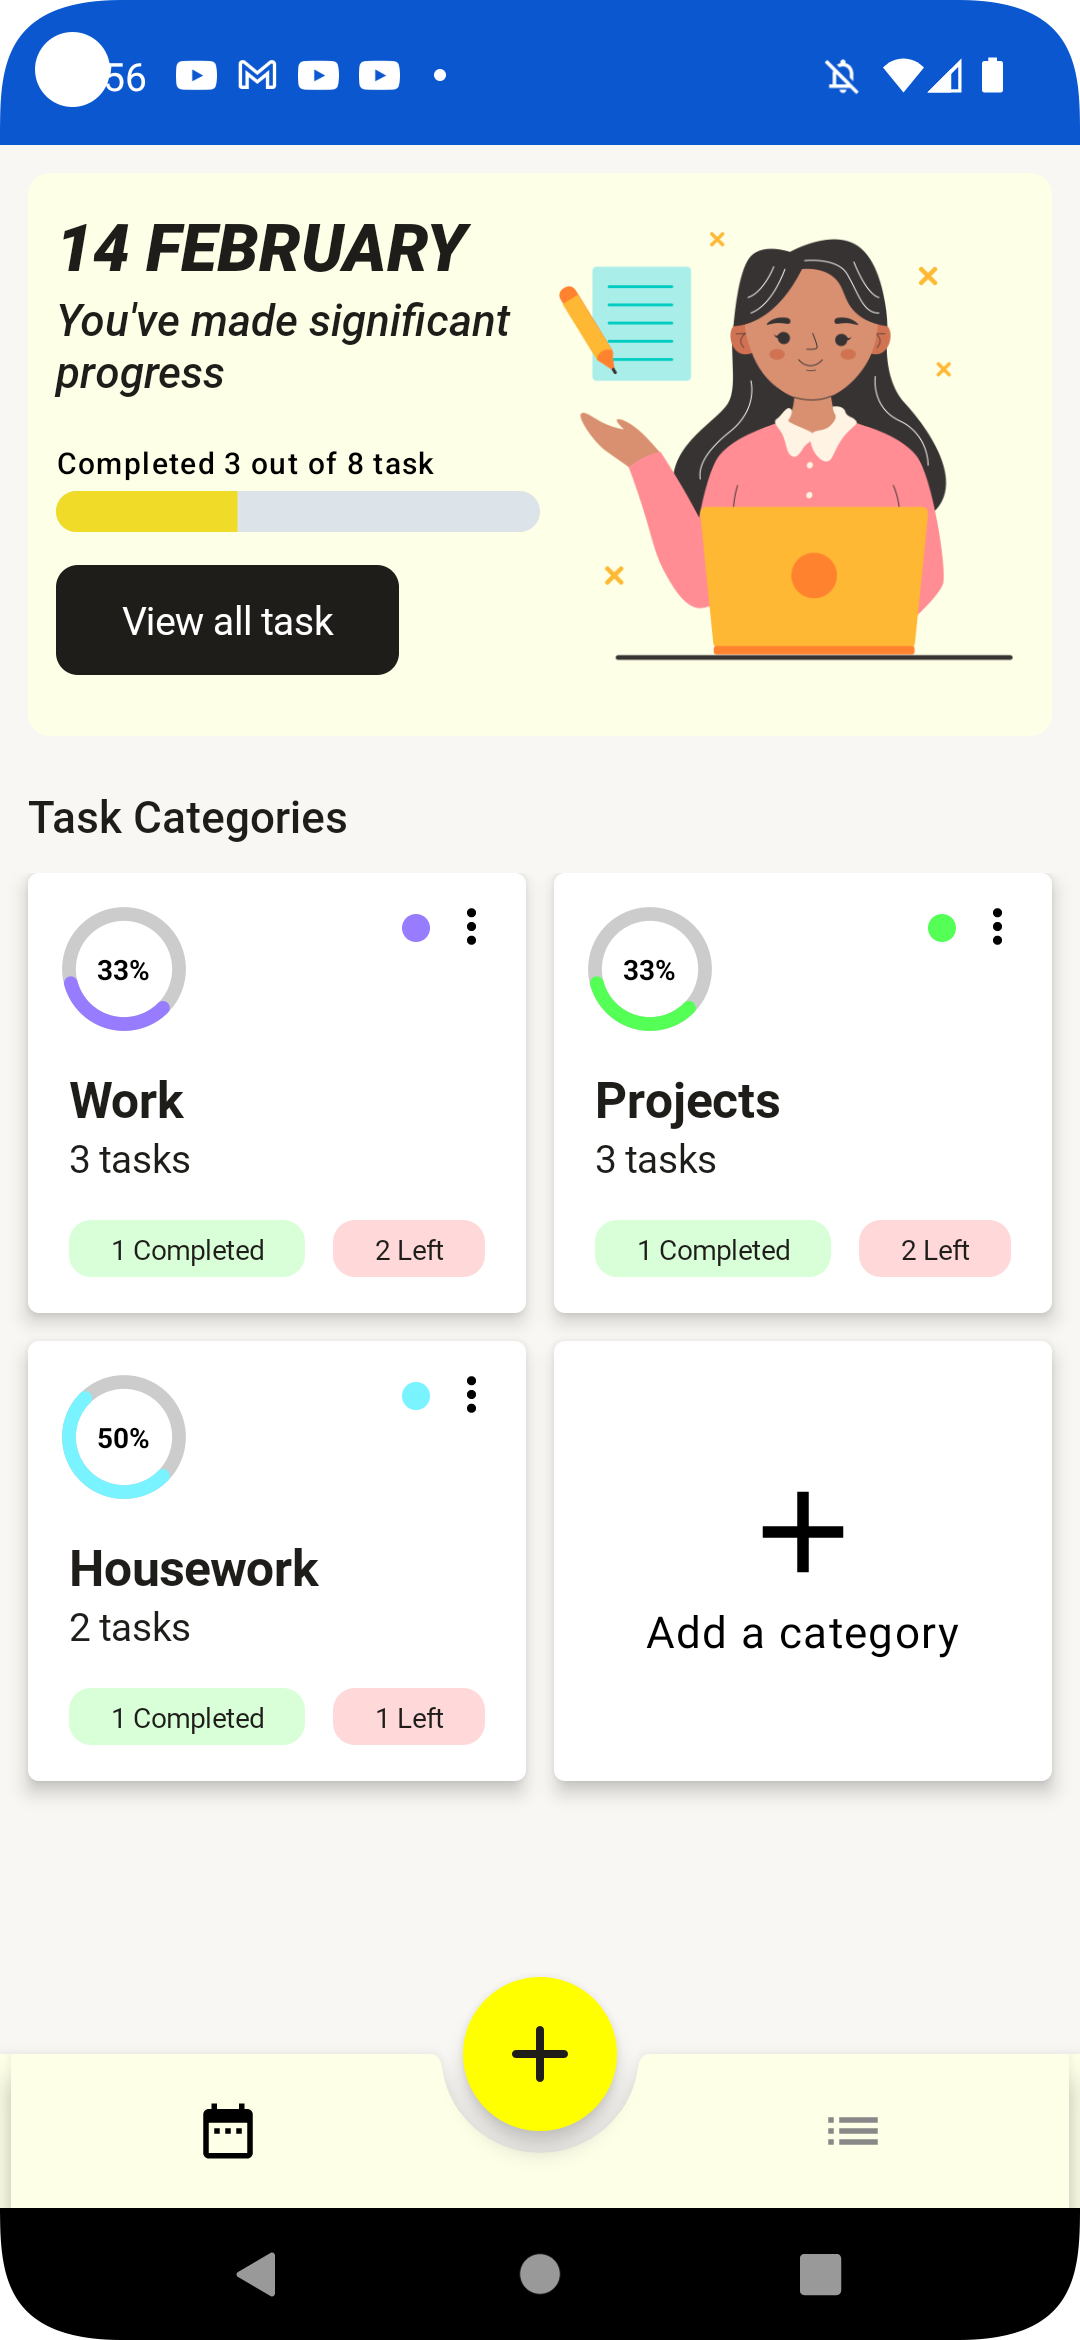 56
14 FEBRUARY
You've made significant
progress
Completed 3 out of 8 task
View all task
Task Categories
33%
Work
3 tasks
1 Completed
2 Left
33%
Projects
3 tasks
1 Completed
2 Left
50%
Housework
2 tasks
1 Completed
1 Left
Add a category